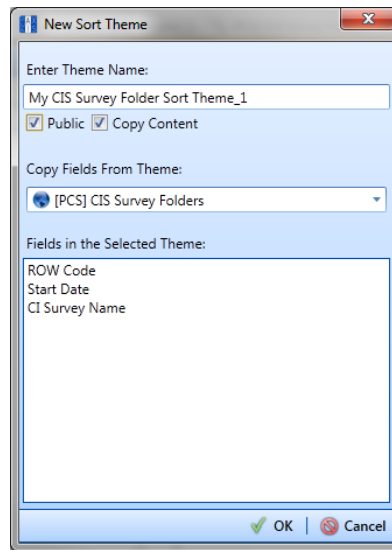 New Sort Theme
Enter Theme Name:
My CIS Survey Folder Sort Theme_1
Public Copy Content
Copy Fields From Theme:
[PCS] CIS Survey Folders
Fields in the Selected Theme:
ROW Code
Start Date
CI Survey Name
OK Cancel